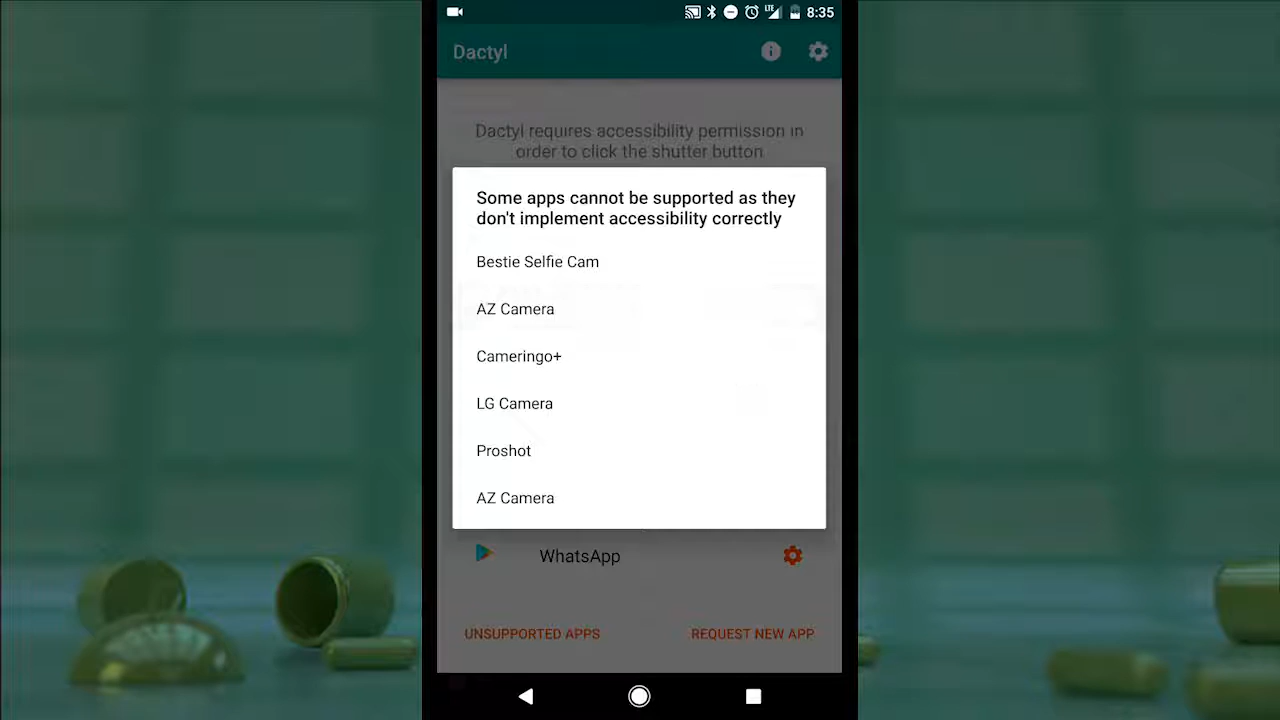 LTE 8:35
Dactyl
Dactyl requires accessibility permission in
order to click the shutter button
Some apps cannot be supported as they
don't implement accessibility correctly
Bestie Selfie Cam
AZ Camera
Cameringo+
LG Camera
Proshot
AZ Camera
WhatsApp
UNSUPPORTED APPS REQUEST NEW APP